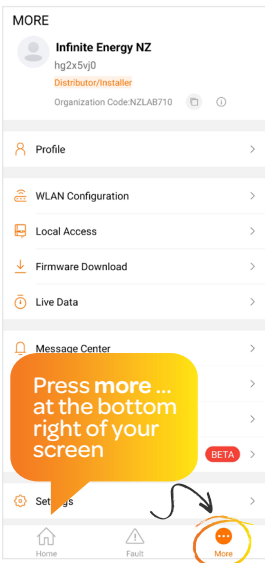 MORE
Infinite Energy NZ
hg2x5vj0
Distributor/Installer
Organization Code:NZLAB710
Profile
WLAN Configuration
Local Access
Firmware Download
Live Data
Message Center
Press more ...
at the bottom
right of your
screen
BETA
Home
Fault
More